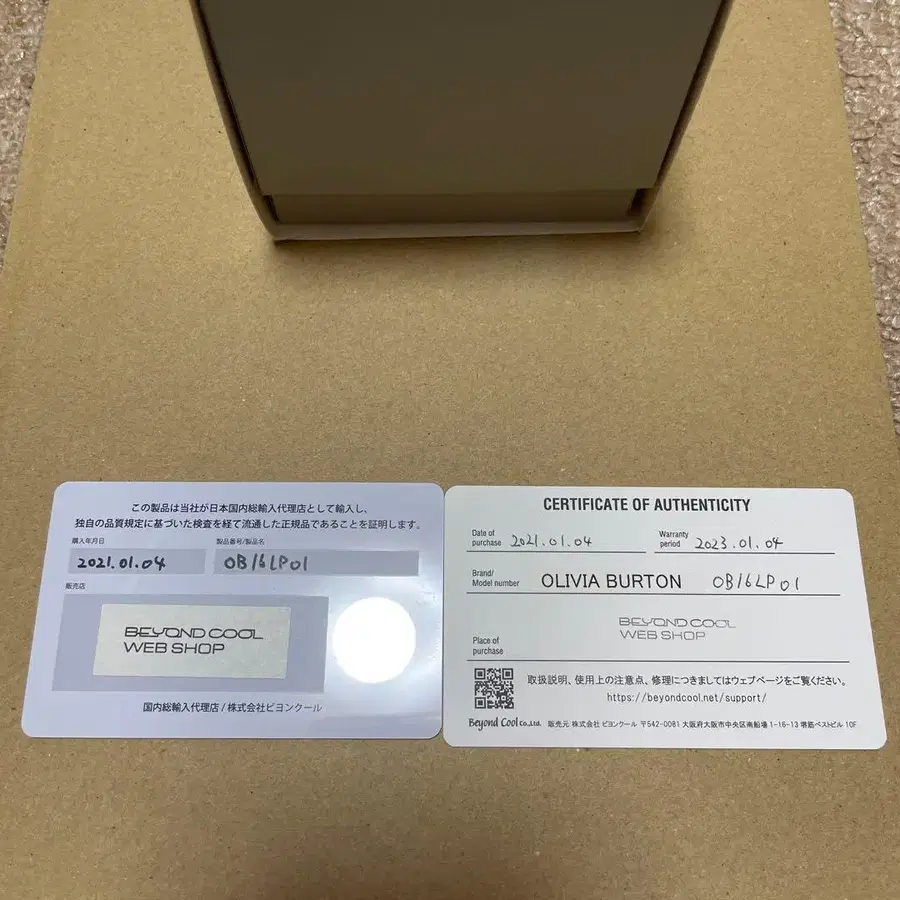 この製品は当社が日本国内総輸入代理店として輸入し、
独自の品質規定に基づいた検査を経て流通した正規品であることを証明します。
購入年月日
製品番号/製品名
2021.01.04
OB16LP01
販売店
BEYOND COOL
WEB SHOP
国内総輸入代理店/株式会社ビヨンクール
CERTIFICATE OF AUTHENTICITY
Date of
purchase 2021.01.04
Warranty
period 2023.01.04
Brand/
Model number OLIVIA BURTON OB16LP01
BEYOND COOL
WEB SHOP
Place of
purchase
取扱説明、使用上の注意点、修理につきましてはウェブページをご覧ください。
https://beyondcool.net/support/
Beyond Cool Co.,Ltd. 販売元 株式会社 ビヨンクール 〒542-0081 大阪府大阪市中央区南船場 1-16-13 堺筋ベストビル 10F